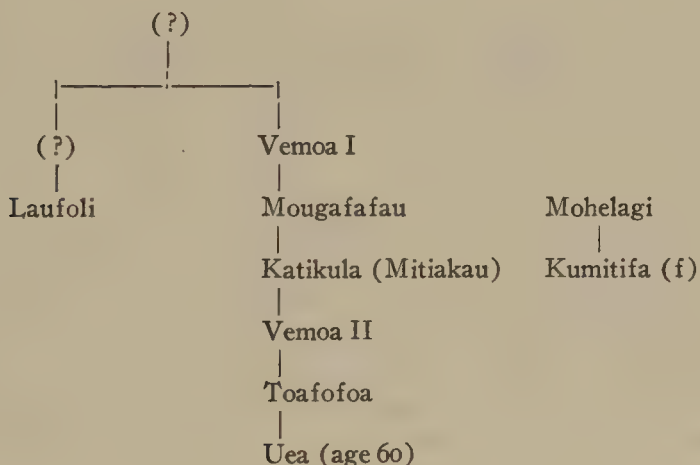 (?)
(?) Vemoa I
Laufoli Mougafafau Mohelagi
Katikula (Mitiakau) Kumitifa (f)
Vemoa II
Toafofoa
Uea (age 60)